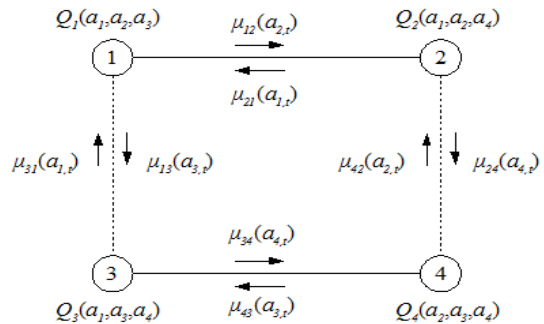 Q₁(a₁,a₂,a₃) μ₁₂(a₂,ₜ) Q₂(a₁,a₂,a₄)
1 2
μ₂₁(a₁,ₜ)
μ₃₁(a₁,ₜ) μ₁₃(a₃,ₜ) μ₄₂(a₂,ₜ) μ₂₄(a₄,ₜ)
μ₃₄(a₄,ₜ)
3 4
μ₄₃(a₃,ₜ)
Q₃(a₁,a₃,a₄) Q₄(a₂,a₃,a₄)